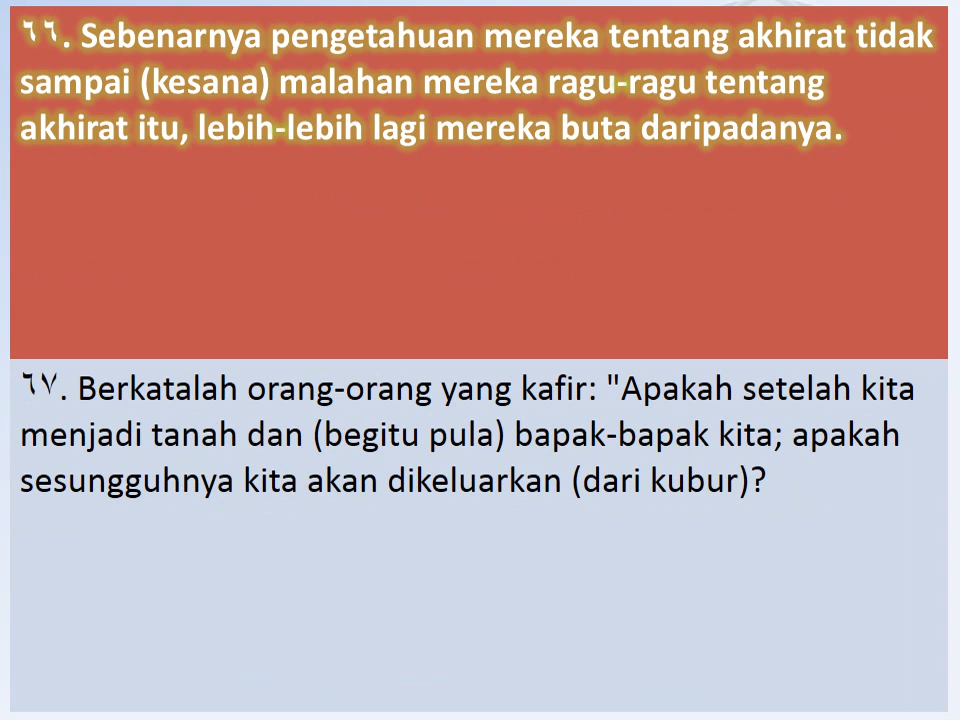 ٦٦. Sebenarnya pengetahuan mereka tentang akhirat tidak
sampai (kesana) malahan mereka ragu-ragu tentang
akhirat itu, lebih-lebih lagi mereka buta daripadanya.
٦٧. Berkatalah orang-orang yang kafir: "Apakah setelah kita
menjadi tanah dan (begitu pula) bapak-bapak kita; apakah
sesungguhnya kita akan dikeluarkan (dari kubur)?